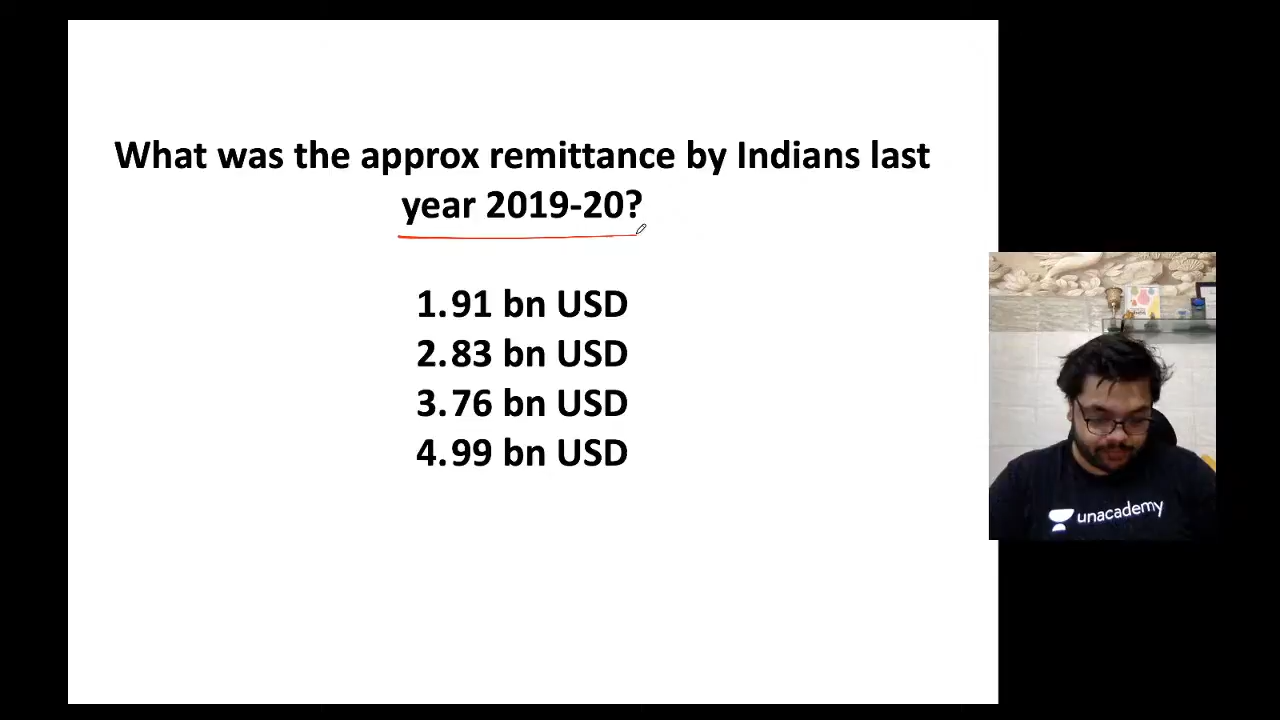 What was the approx remittance by Indians last
year 2019-20?
1. 91 bn USD
2. 83 bn USD
3. 76 bn USD
4. 99 bn USD
unacademy